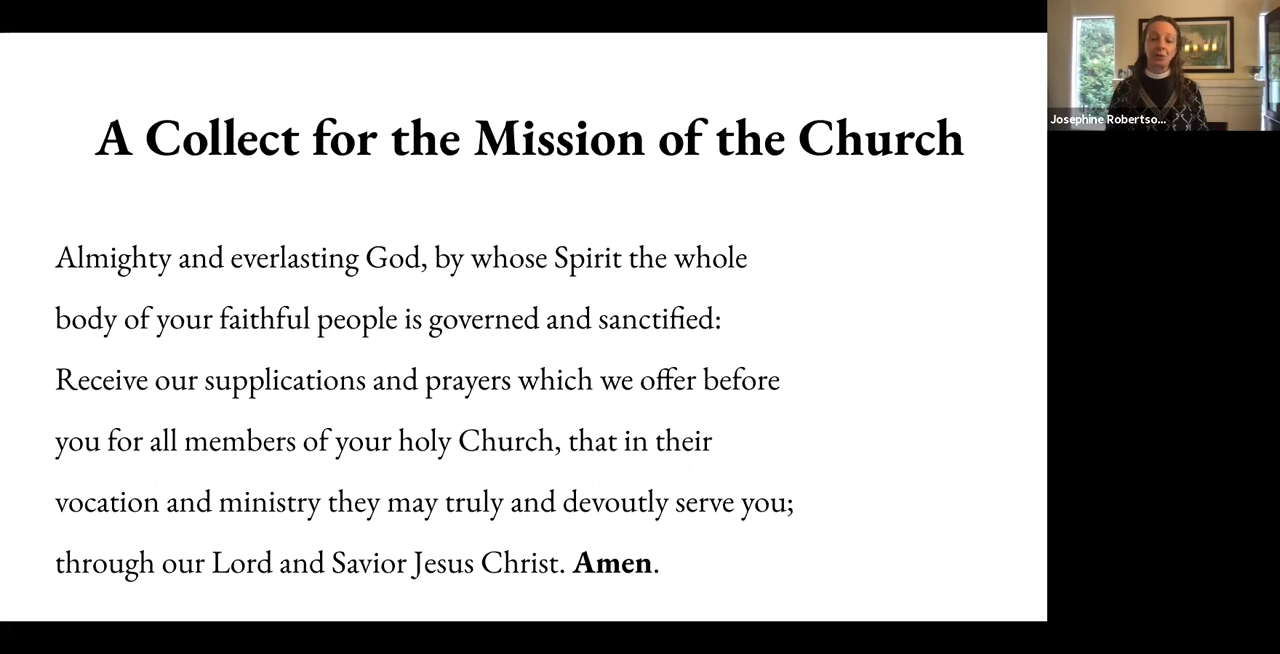 A Collect for the Mission of the Church
Almighty and everlasting God, by whose Spirit the whole
body of your faithful people is governed and sanctified:
Receive our supplications and prayers which we offer before
you for all members of your holy Church, that in their
vocation and ministry they may truly and devoutly serve you;
through our Lord and Savior Jesus Christ. Amen.
Josephine Robertso...